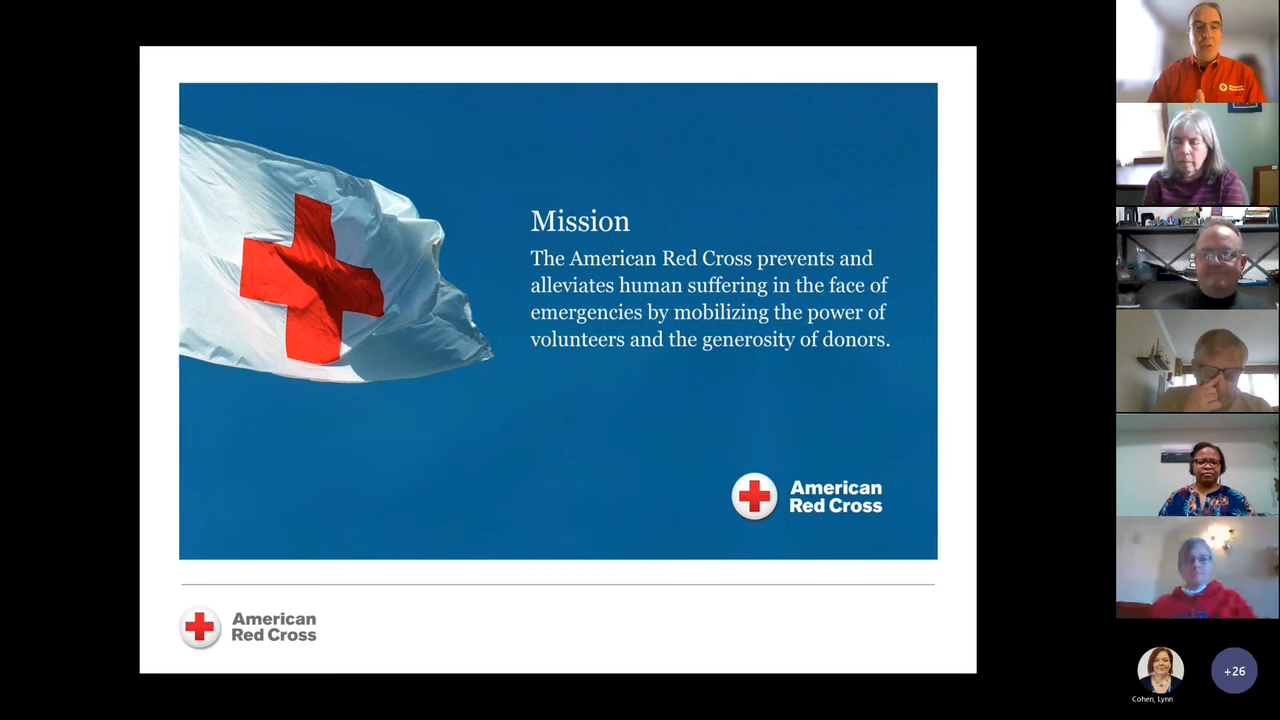 Mission
The American Red Cross prevents and
alleviates human suffering in the face of
emergencies by mobilizing the power of
volunteers and the generosity of donors.
American
Red Cross
American
Red Cross
Cohen, Lynn
+26